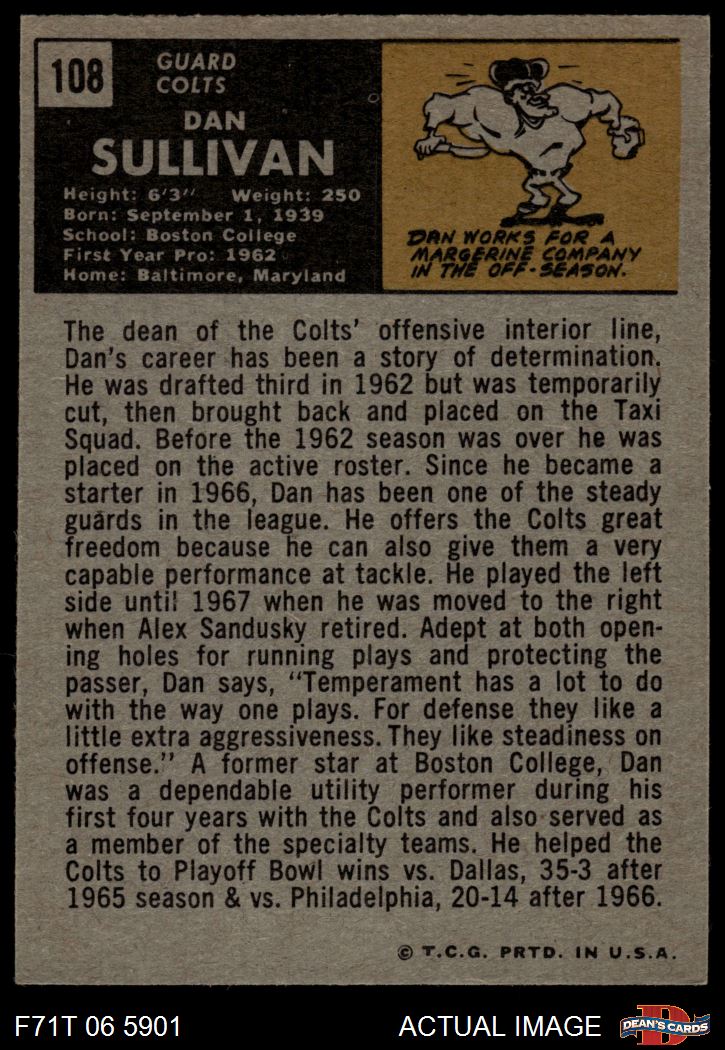 108
GUARD
COLTS
DAN
SULLIVAN
Height: 6'3" Weight: 250
Born: September 1, 1939
School: Boston College
First Year Pro: 1962
Home: Baltimore, Maryland
DAN WORKS FOR A
MARGERINE COMPANY
IN THE OFF-SEASON.
The dean of the Colts' offensive interior line,
Dan's career has been a story of determination.
He was drafted third in 1962 but was temporarily
cut, then brought back and placed on the Taxi
Squad. Before the 1962 season was over he was
placed on the active roster. Since he became a
starter in 1966, Dan has been one of the steady
guards in the league. He offers the Colts great
freedom because he can also give them a very
capable performance at tackle. He played the left
side until 1967 when he was moved to the right
when Alex Sandusky retired. Adept at both open-
ing holes for running plays and protecting the
passer, Dan says, "Temperament has a lot to do
with the way one plays. For defense they like a
little extra aggressiveness. They like steadiness on
offense." A former star at Boston College, Dan
was a dependable utility performer during his
first four years with the Colts and also served as
a member of the specialty teams. He helped the
Colts to Playoff Bowl wins vs. Dallas, 35-3 after
1965 season & vs. Philadelphia, 20-14 after 1966.
© T.C.G. PRTD. IN U.S.A.
F71T 06 5901 ACTUAL IMAGE D DEAN'S CARDS